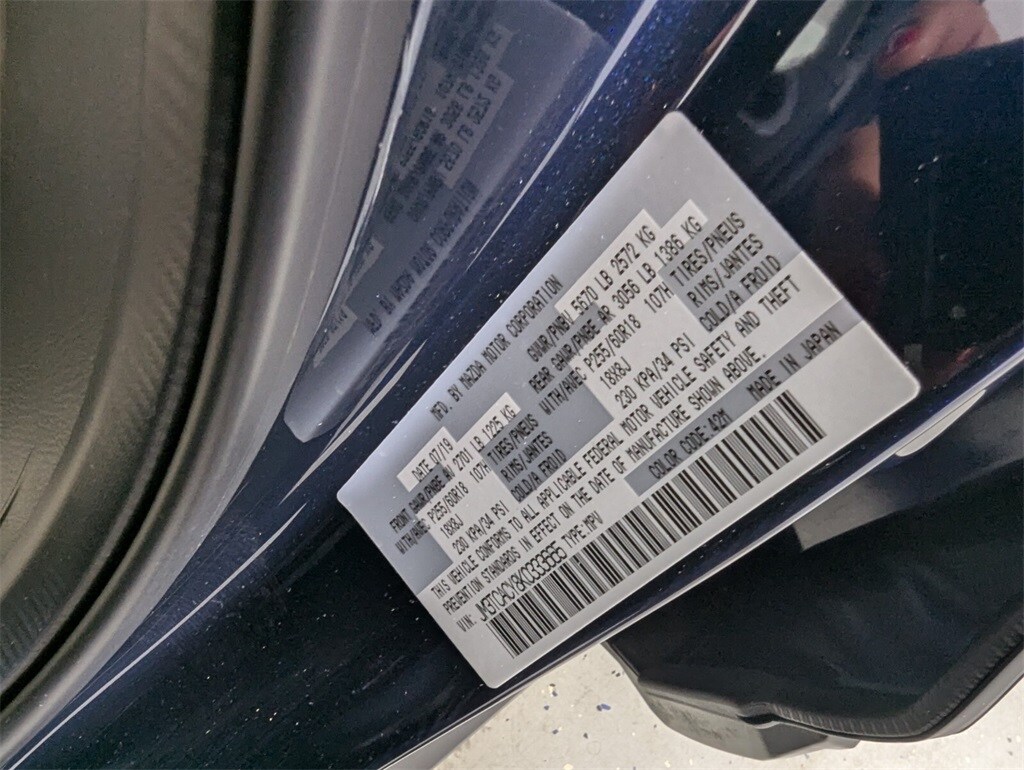 MFD. BY MAZDA MOTOR CORPORATION
DATE 07/19 GVWR/PNBV 5670 LB 2572 KG
FRONT GAWR/PNBE AV 2701 LB 1225 KG REAR GAWR/PNBE AR 3056 LB 1386 KG
WITH/AVEC P255/60R18 107H TIRES/PNEUS WITH/AVEC P255/60R18 107H TIRES/PNEUS
18X8J RIMS/JANTES 18X8J RIMS/JANTES
230 KPA/34 PSI COLD/A FROID 230 KPA/34 PSI COLD/A FROID
THIS VEHICLE CONFORMS TO ALL APPLICABLE FEDERAL MOTOR VEHICLE SAFETY AND THEFT
PREVENTION STANDARDS IN EFFECT ON THE DATE OF MANUFACTURE SHOWN ABOVE.
VIN: JM3TCACY8K0333555 TYPE:MPV COLOR CODE:42M MADE IN JAPAN